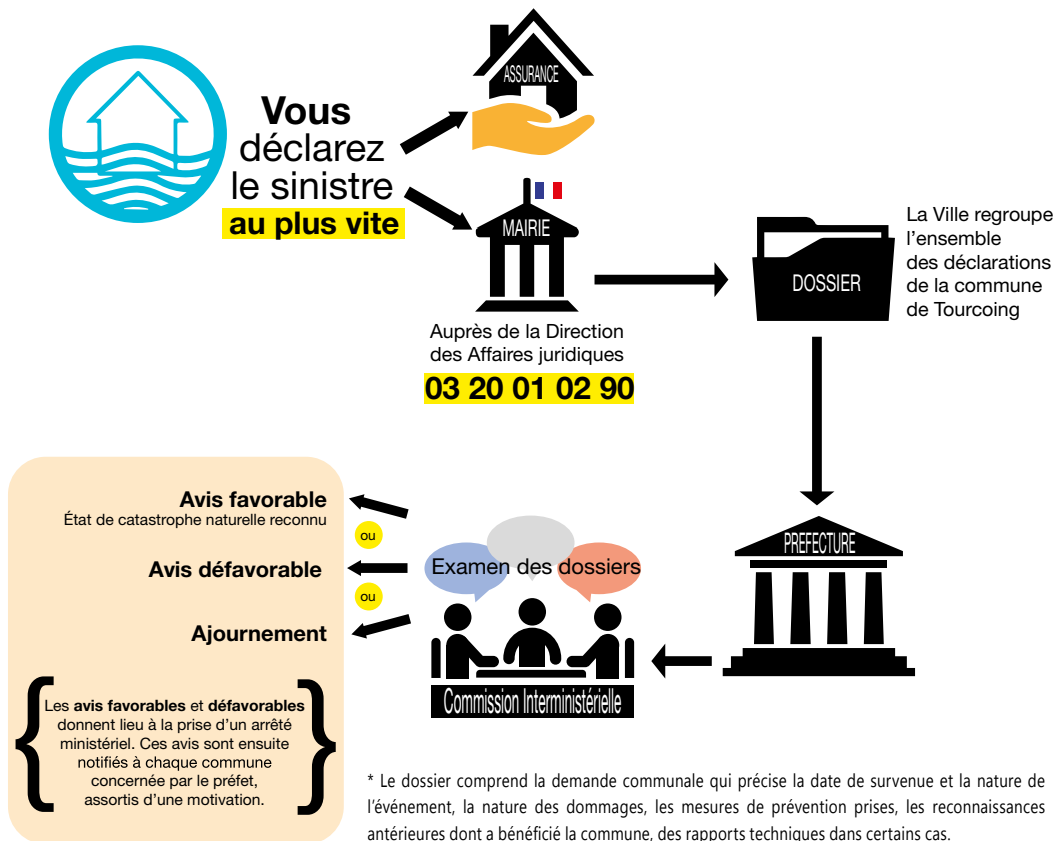 ASSURANCE
Vous
déclarez
le sinistre
au plus vite
MAIRIE
Auprès de la Direction
des Affaires juridiques
03 20 01 02 90
DOSSIER
La Ville regroupe
l'ensemble
des déclarations
de la commune
de Tourcoing
PREFECTURE
Examen des dossiers
Commission Interministérielle
Avis favorable
État de catastrophe naturelle reconnu
ou
Avis défavorable
ou
Ajournement
Les avis favorables et défavorables
donnent lieu à la prise d'un arrêté
ministériel. Ces avis sont ensuite
notifiés à chaque commune
concernée par le préfet,
assortis d'une motivation.
* Le dossier comprend la demande communale qui précise la date de survenue et la nature de
l'événement, la nature des dommages, les mesures de prévention prises, les reconnaissances
antérieures dont a bénéficié la commune, des rapports techniques dans certains cas.